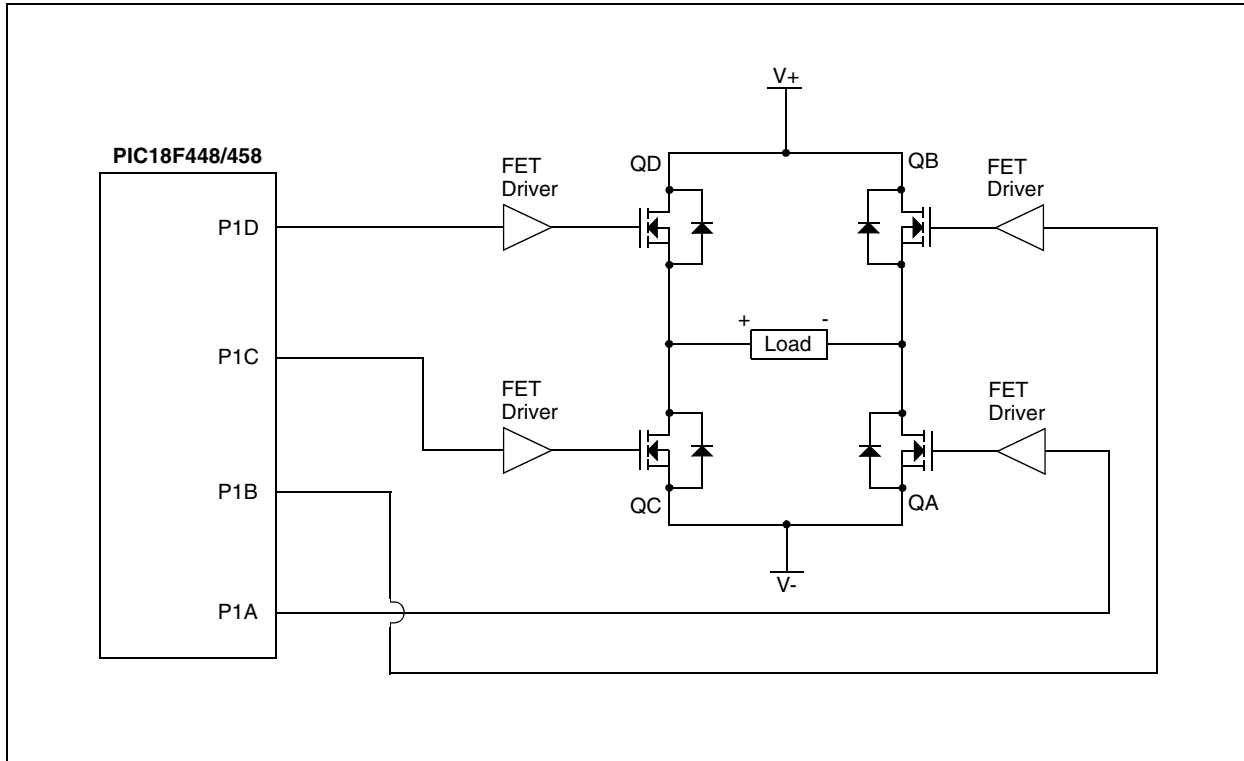 V+
PIC18F448/458
FET
Driver
QD
QB
FET
Driver
P1D
+
-
Load
P1C
FET
Driver
FET
Driver
P1B
QC
QA
V-
P1A